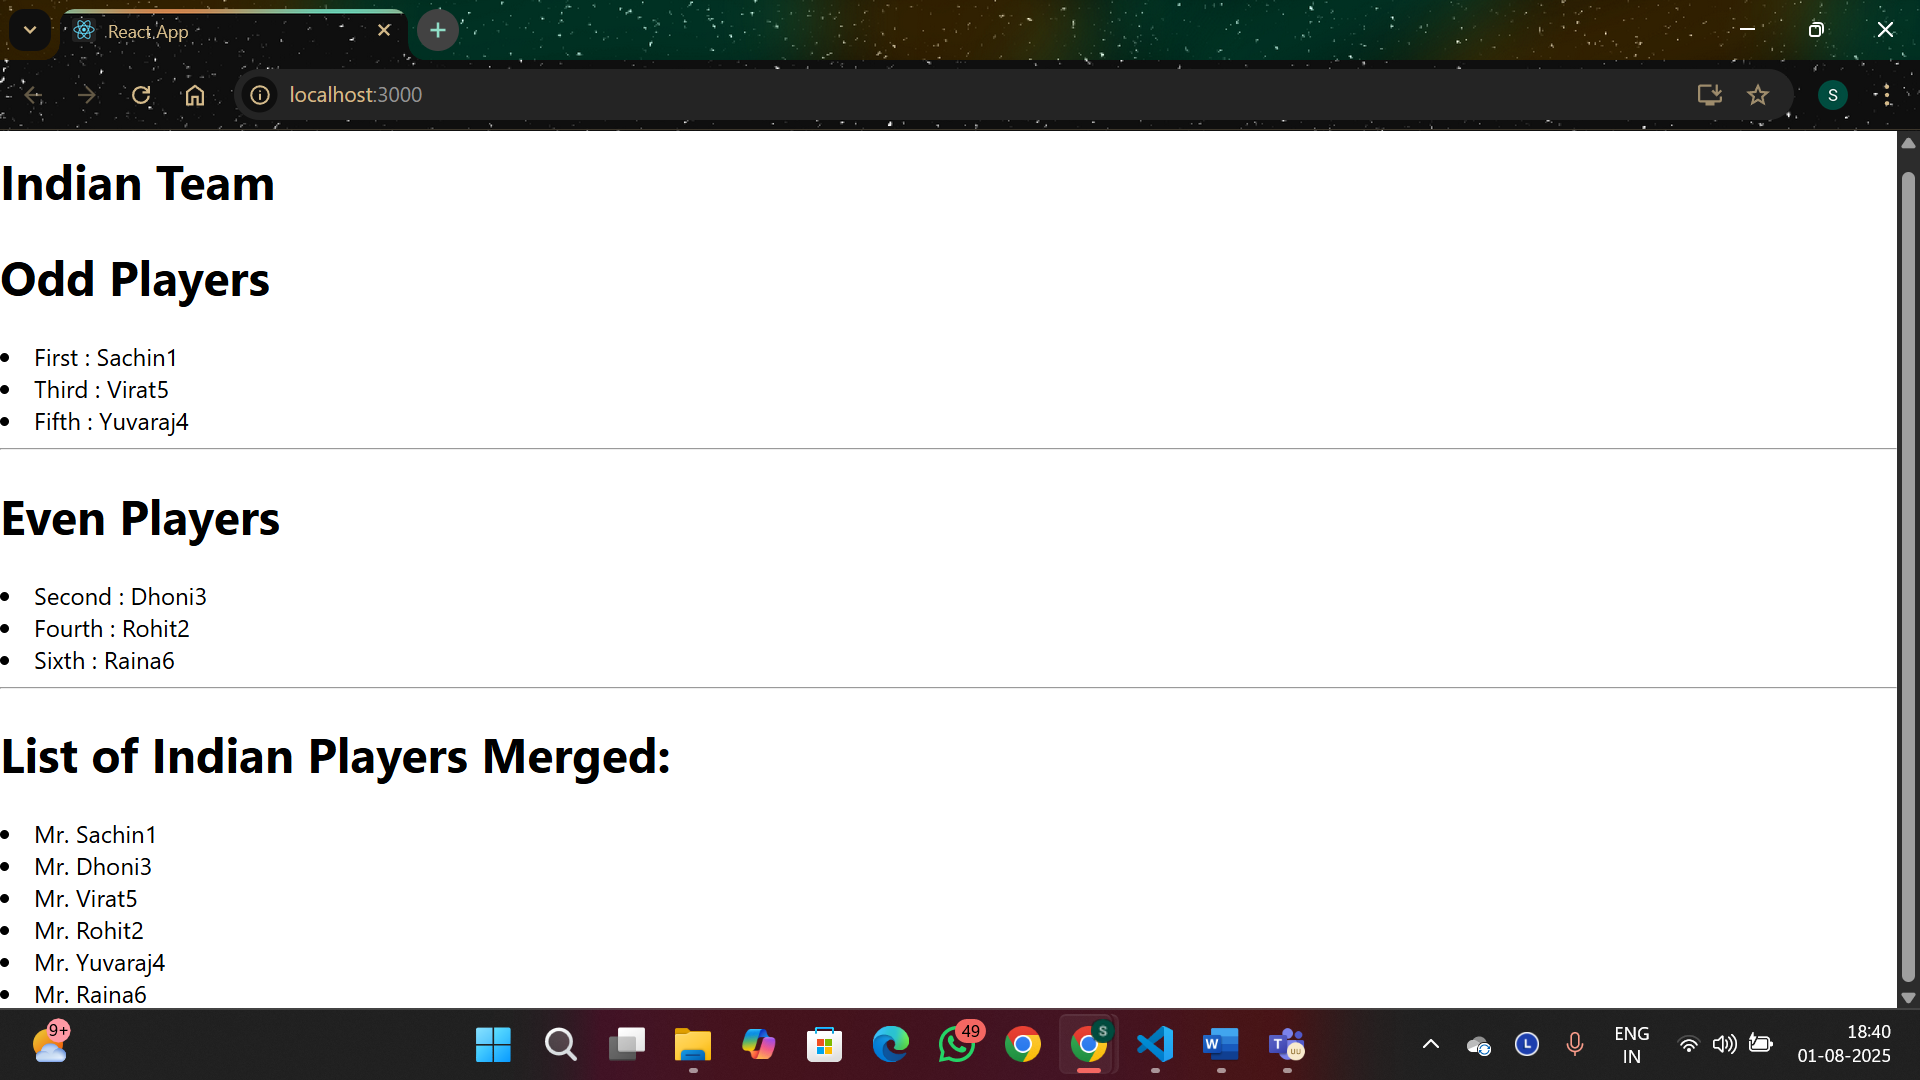 React App
localhost:3000
S
Indian Team
Odd Players
First : Sachin1
Third : Virat5
Fifth : Yuvaraj4
Even Players
Second : Dhoni3
Fourth : Rohit2
Sixth : Raina6
List of Indian Players Merged:
Mr. Sachin1
Mr. Dhoni3
Mr. Virat5
Mr. Rohit2
Mr. Yuvaraj4
Mr. Raina6
9+
49
S
W
T
UU
L
ENG
IN
18:40
01-08-2025